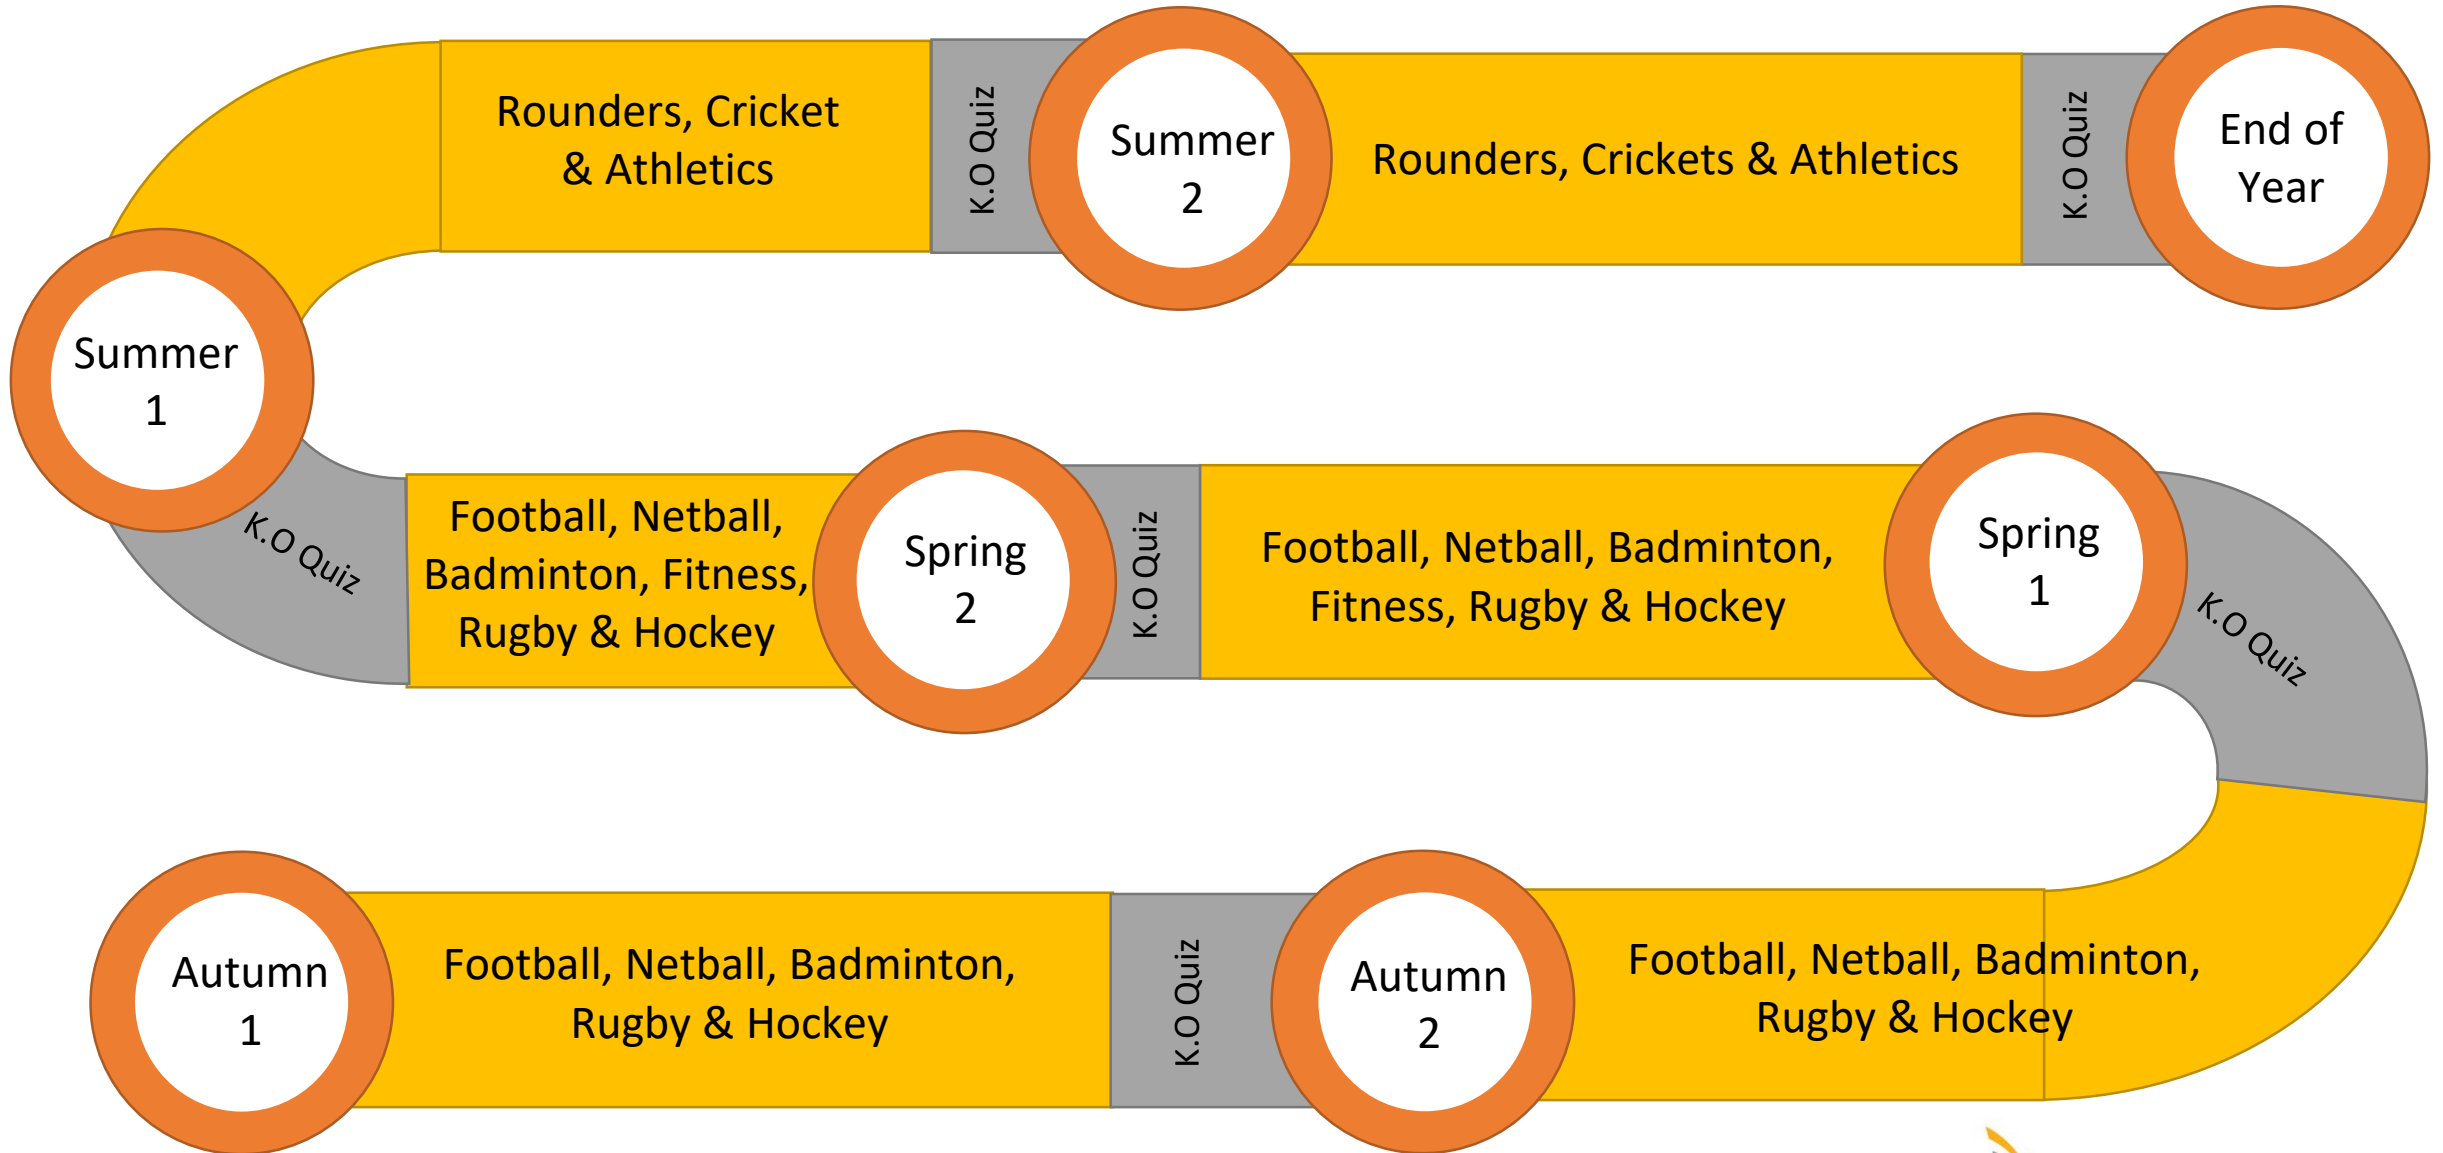 Rounders, Cricket
& Athletics
K.O Quiz
Summer
2
Rounders, Crickets & Athletics
K.O Quiz
End of
Year
Summer
1
K.O Quiz
Football, Netball,
Badminton, Fitness,
Rugby & Hockey
Spring
2
K.O Quiz
Football, Netball, Badminton,
Fitness, Rugby & Hockey
Spring
1
K.O Quiz
Autumn
1
Football, Netball, Badminton,
Rugby & Hockey
K.O Quiz
Autumn
2
Football, Netball, Badminton,
Rugby & Hockey